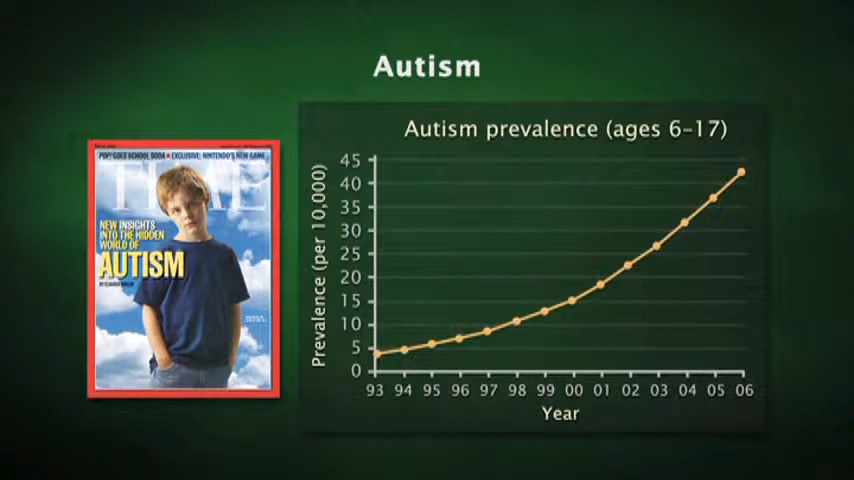 Autism
POP! GOES SCHOOL SODA ★ EXCLUSIVE: NINTENDO'S NEW GAME
TIME
NEW INSIGHTS
INTO THE HIDDEN
WORLD OF
AUTISM
Autism prevalence (ages 6–17)
Prevalence (per 10,000)
45
40
35
30
25
20
15
10
5
0
93 94 95 96 97 98 99 00 01 02 03 04 05 06
Year